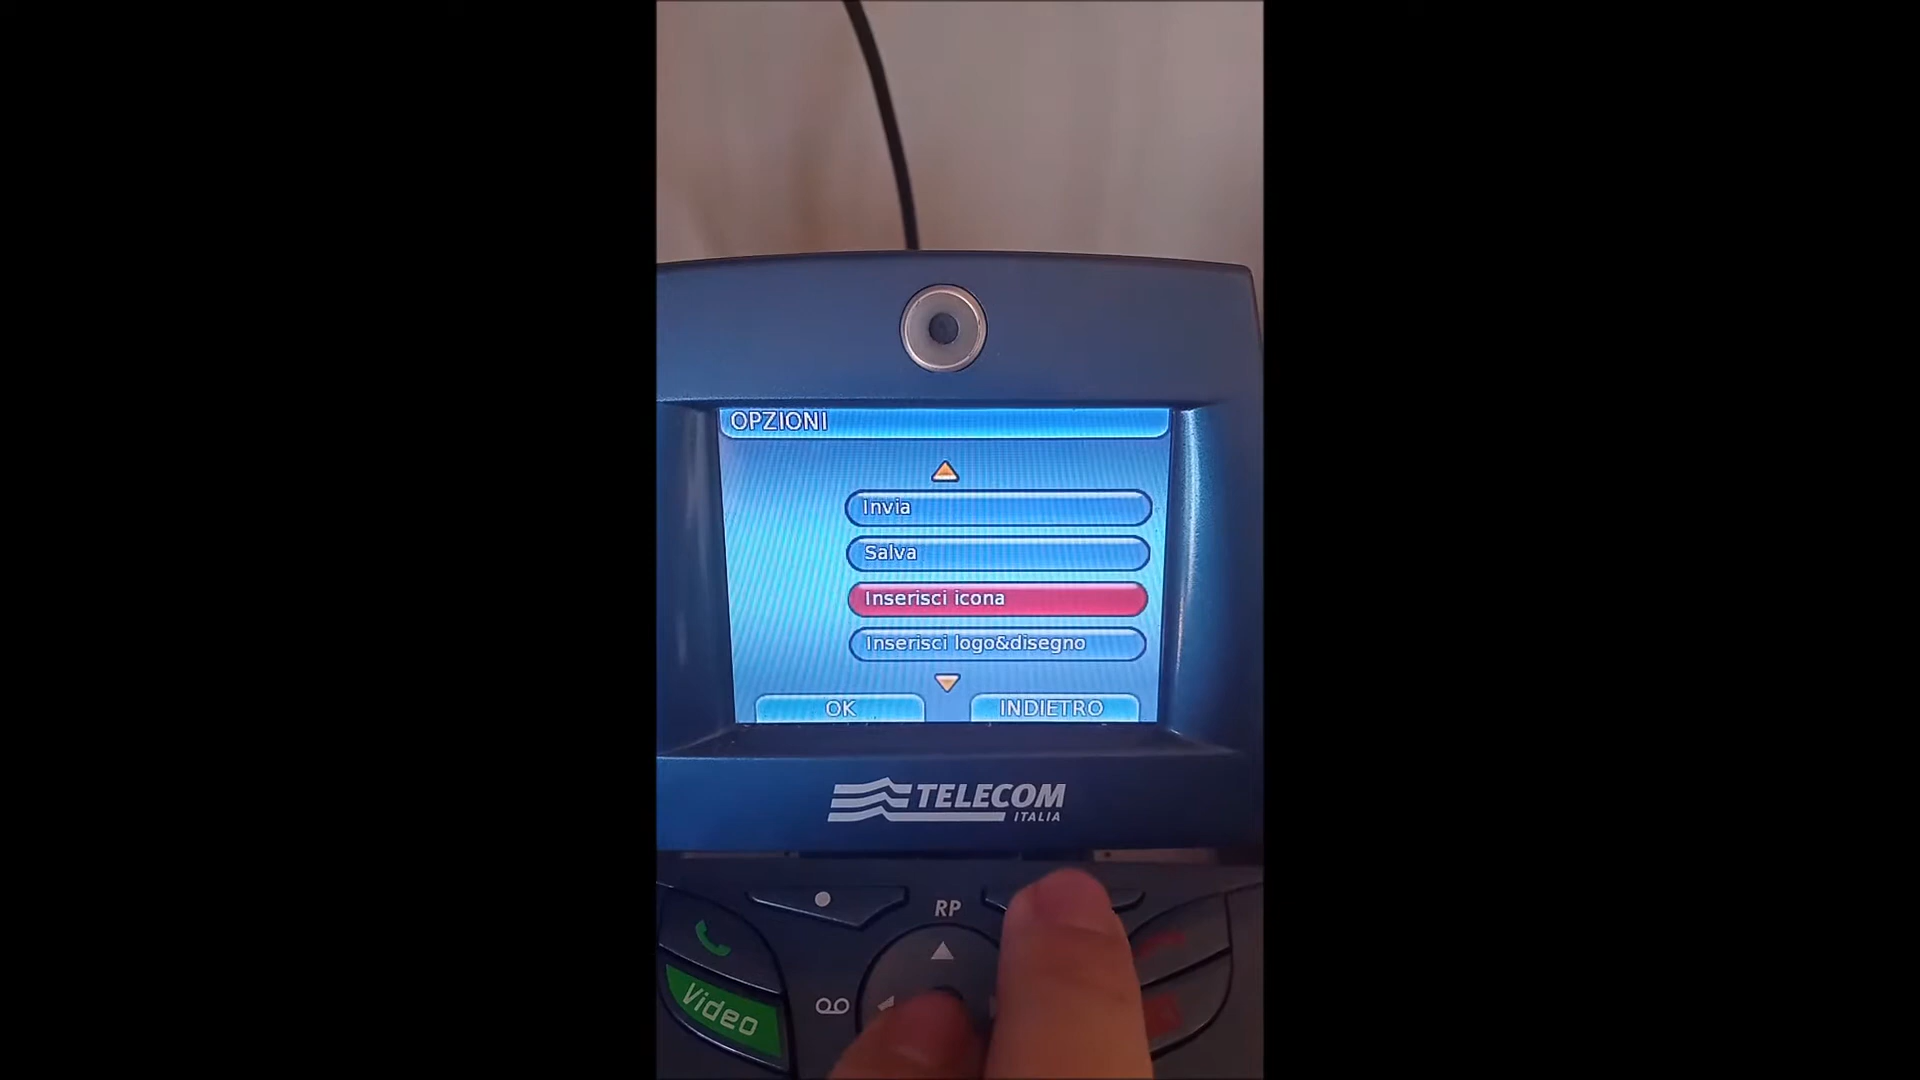 OPZIONI
Invia
Salva
Inserisci icona
Inserisci logo&disegno
OK
INDIETRO
TELECOM
ITALIA
RP
Video